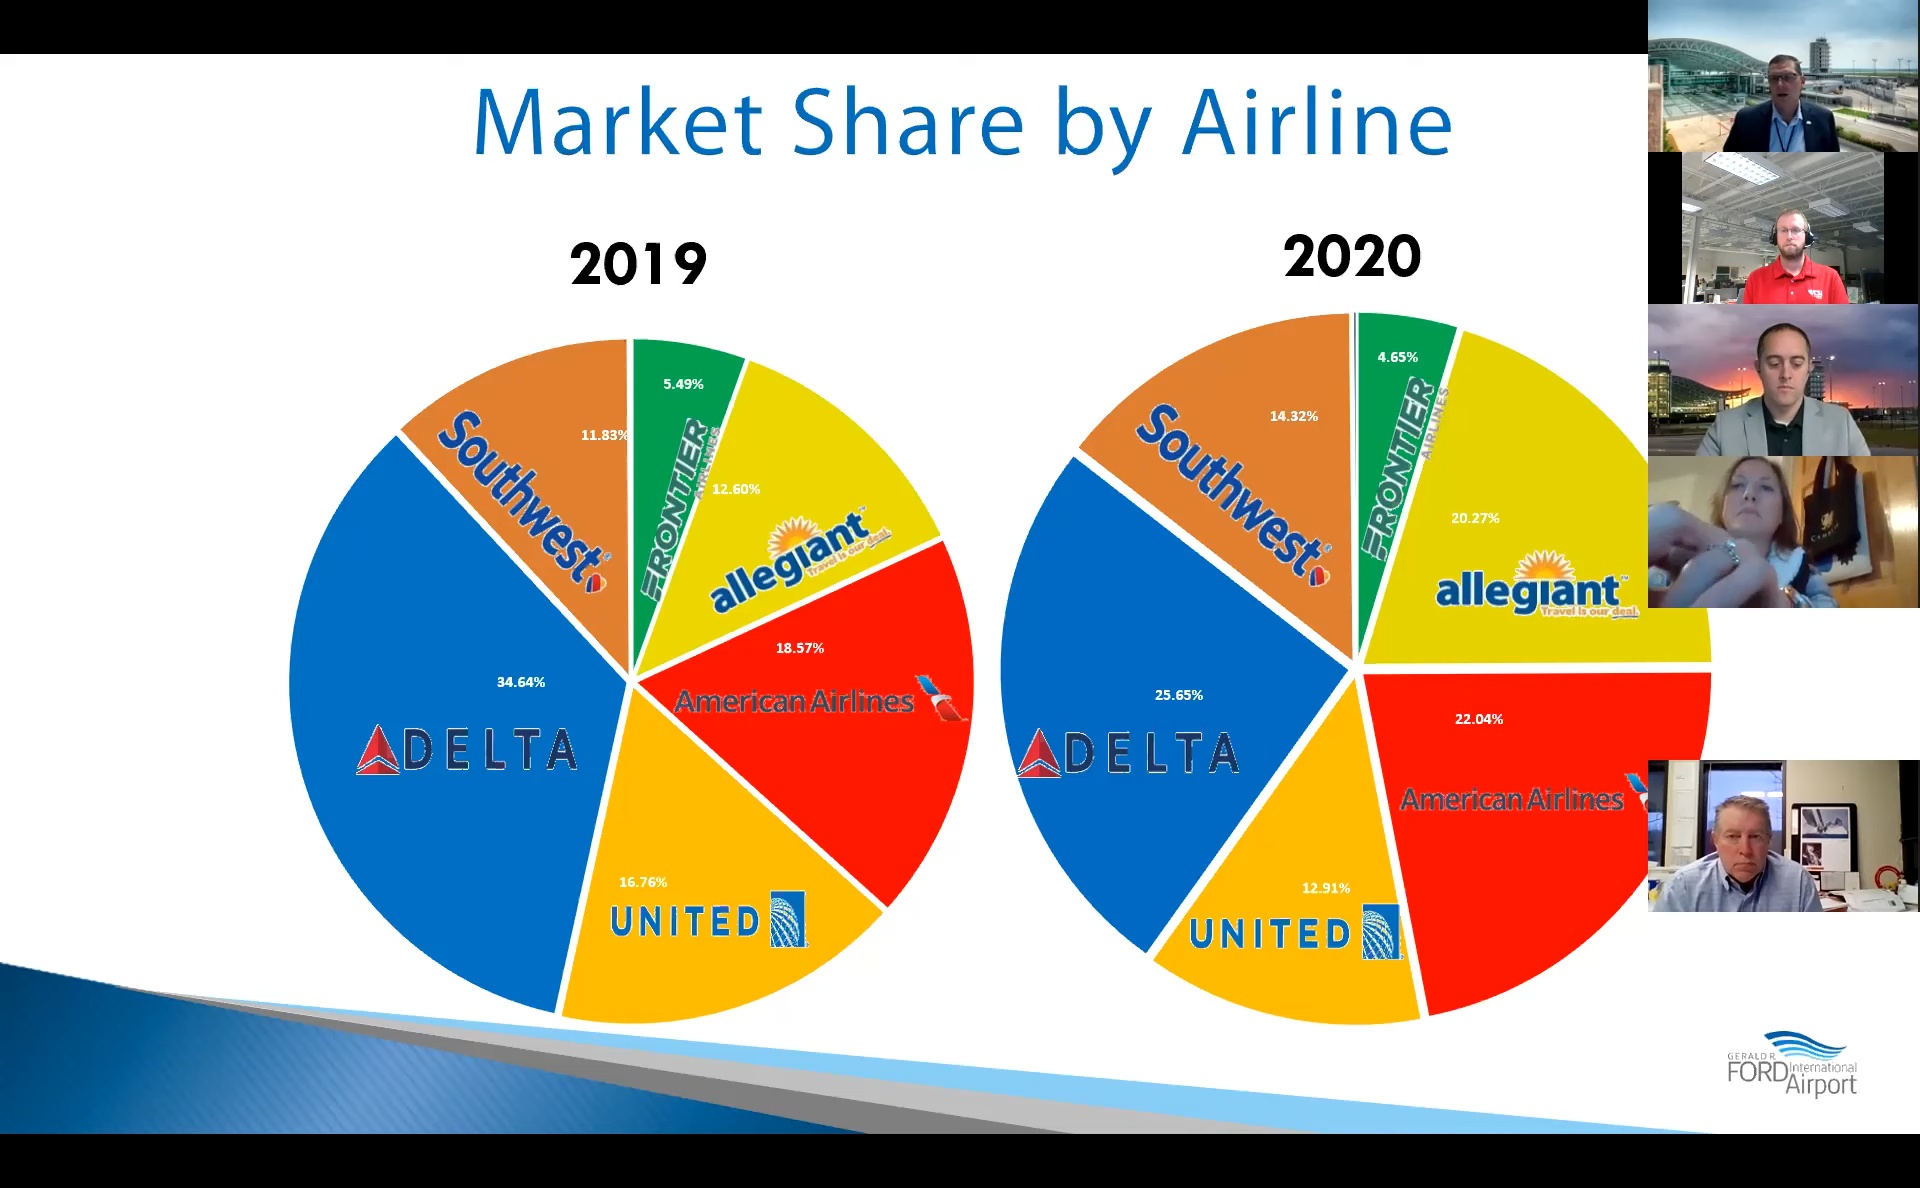 Market Share by Airline
2019
2020
5.49%
FRONTIER
AIRLINES
12.60%
allegiant™
Travel is our deal.
18.57%
American Airlines
16.76%
UNITED
34.64%
DELTA
11.83%
Southwest
4.65%
FRONTIER
AIRLINES
20.27%
allegiant™
Travel is our deal.
22.04%
American Airlines
12.91%
UNITED
25.65%
DELTA
14.32%
Southwest
GERALD R.
FORD International
Airport